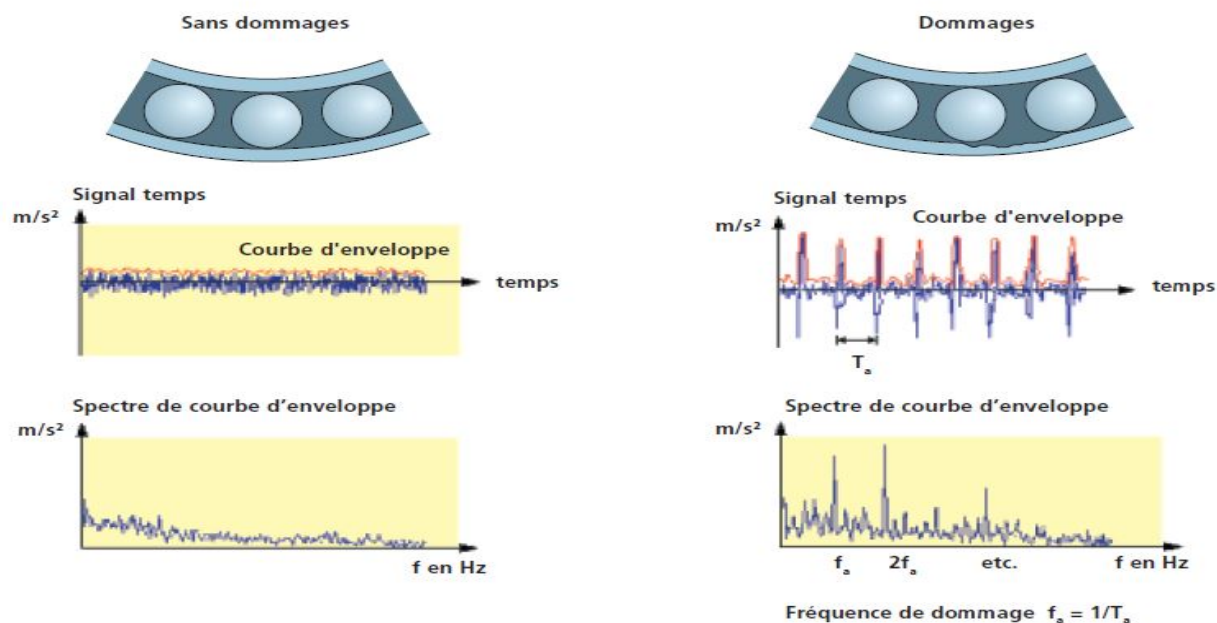 Sans dommages
Signal temps
m/s²
Courbe d'enveloppe
temps
Spectre de courbe d’enveloppe
m/s²
f en Hz
Dommages
Signal temps
m/s²
Courbe d'enveloppe
temps
Tₐ
Spectre de courbe d’enveloppe
m/s²
fₐ 2fₐ etc. f en Hz
Fréquence de dommage fₐ = 1/Tₐ